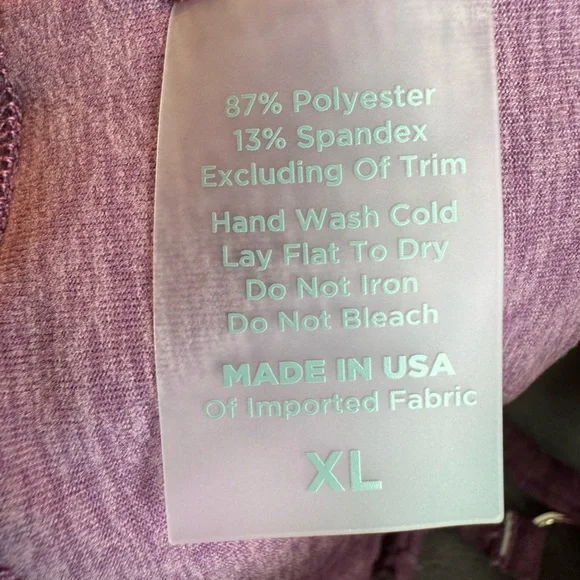 87% Polyester
13% Spandex
Excluding Of Trim
Hand Wash Cold
Lay Flat To Dry
Do Not Iron
Do Not Bleach
MADE IN USA
Of Imported Fabric
XL